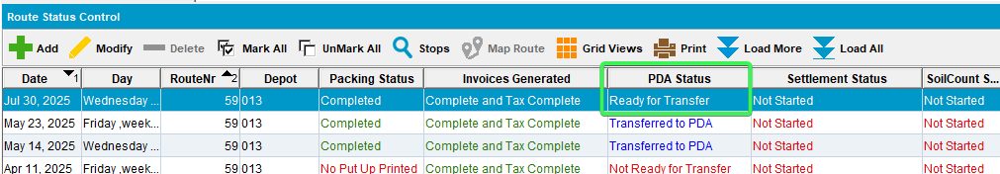 Route Status Control
Add Modify Delete Mark All UnMark All Stops Map Route Grid Views Print Load More Load All
Date 1 Day RouteNr 2 Depot Packing Status Invoices Generated PDA Status Settlement Status SoilCount S...
Jul 30, 2025 Wednesday ... 59 013 Completed Complete and Tax Complete Ready for Transfer Not Started Not Started
May 23, 2025 Friday ,week... 59 013 Completed Complete and Tax Complete Transferred to PDA Not Started Not Started
May 14, 2025 Wednesday ... 59 013 Completed Complete and Tax Complete Transferred to PDA Not Started Not Started
Apr 11, 2025 Friday ,week... 59 013 No Put Up Printed Complete and Tax Complete Not Ready for Transfer Not Started Not Started